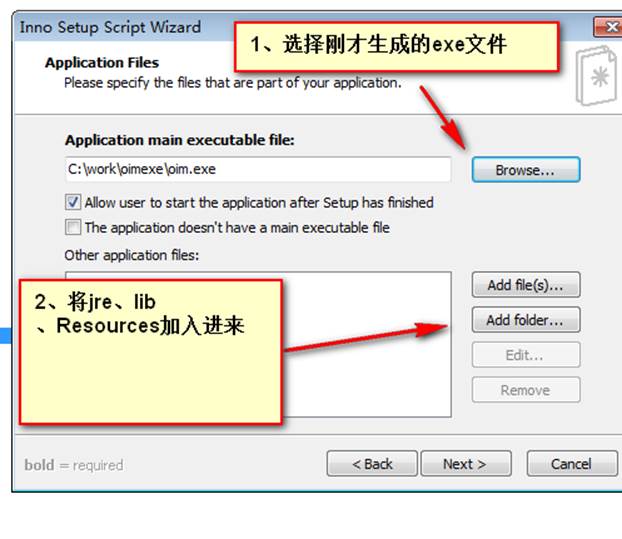 Inno Setup Script Wizard
1、选择刚才生成的exe文件
Application Files
Please specify the files that are part of your application.
Application main executable file:
C:\work\oimexe\oim.exe
Browse...
Allow user to start the application after Setup has finished
The application doesn't have a main executable file
Other application files:
2、将jre、lib
、Resources加入进来
Add file(s)...
Add folder...
Edit...
Remove
bold = required
< Back
Next >
Cancel